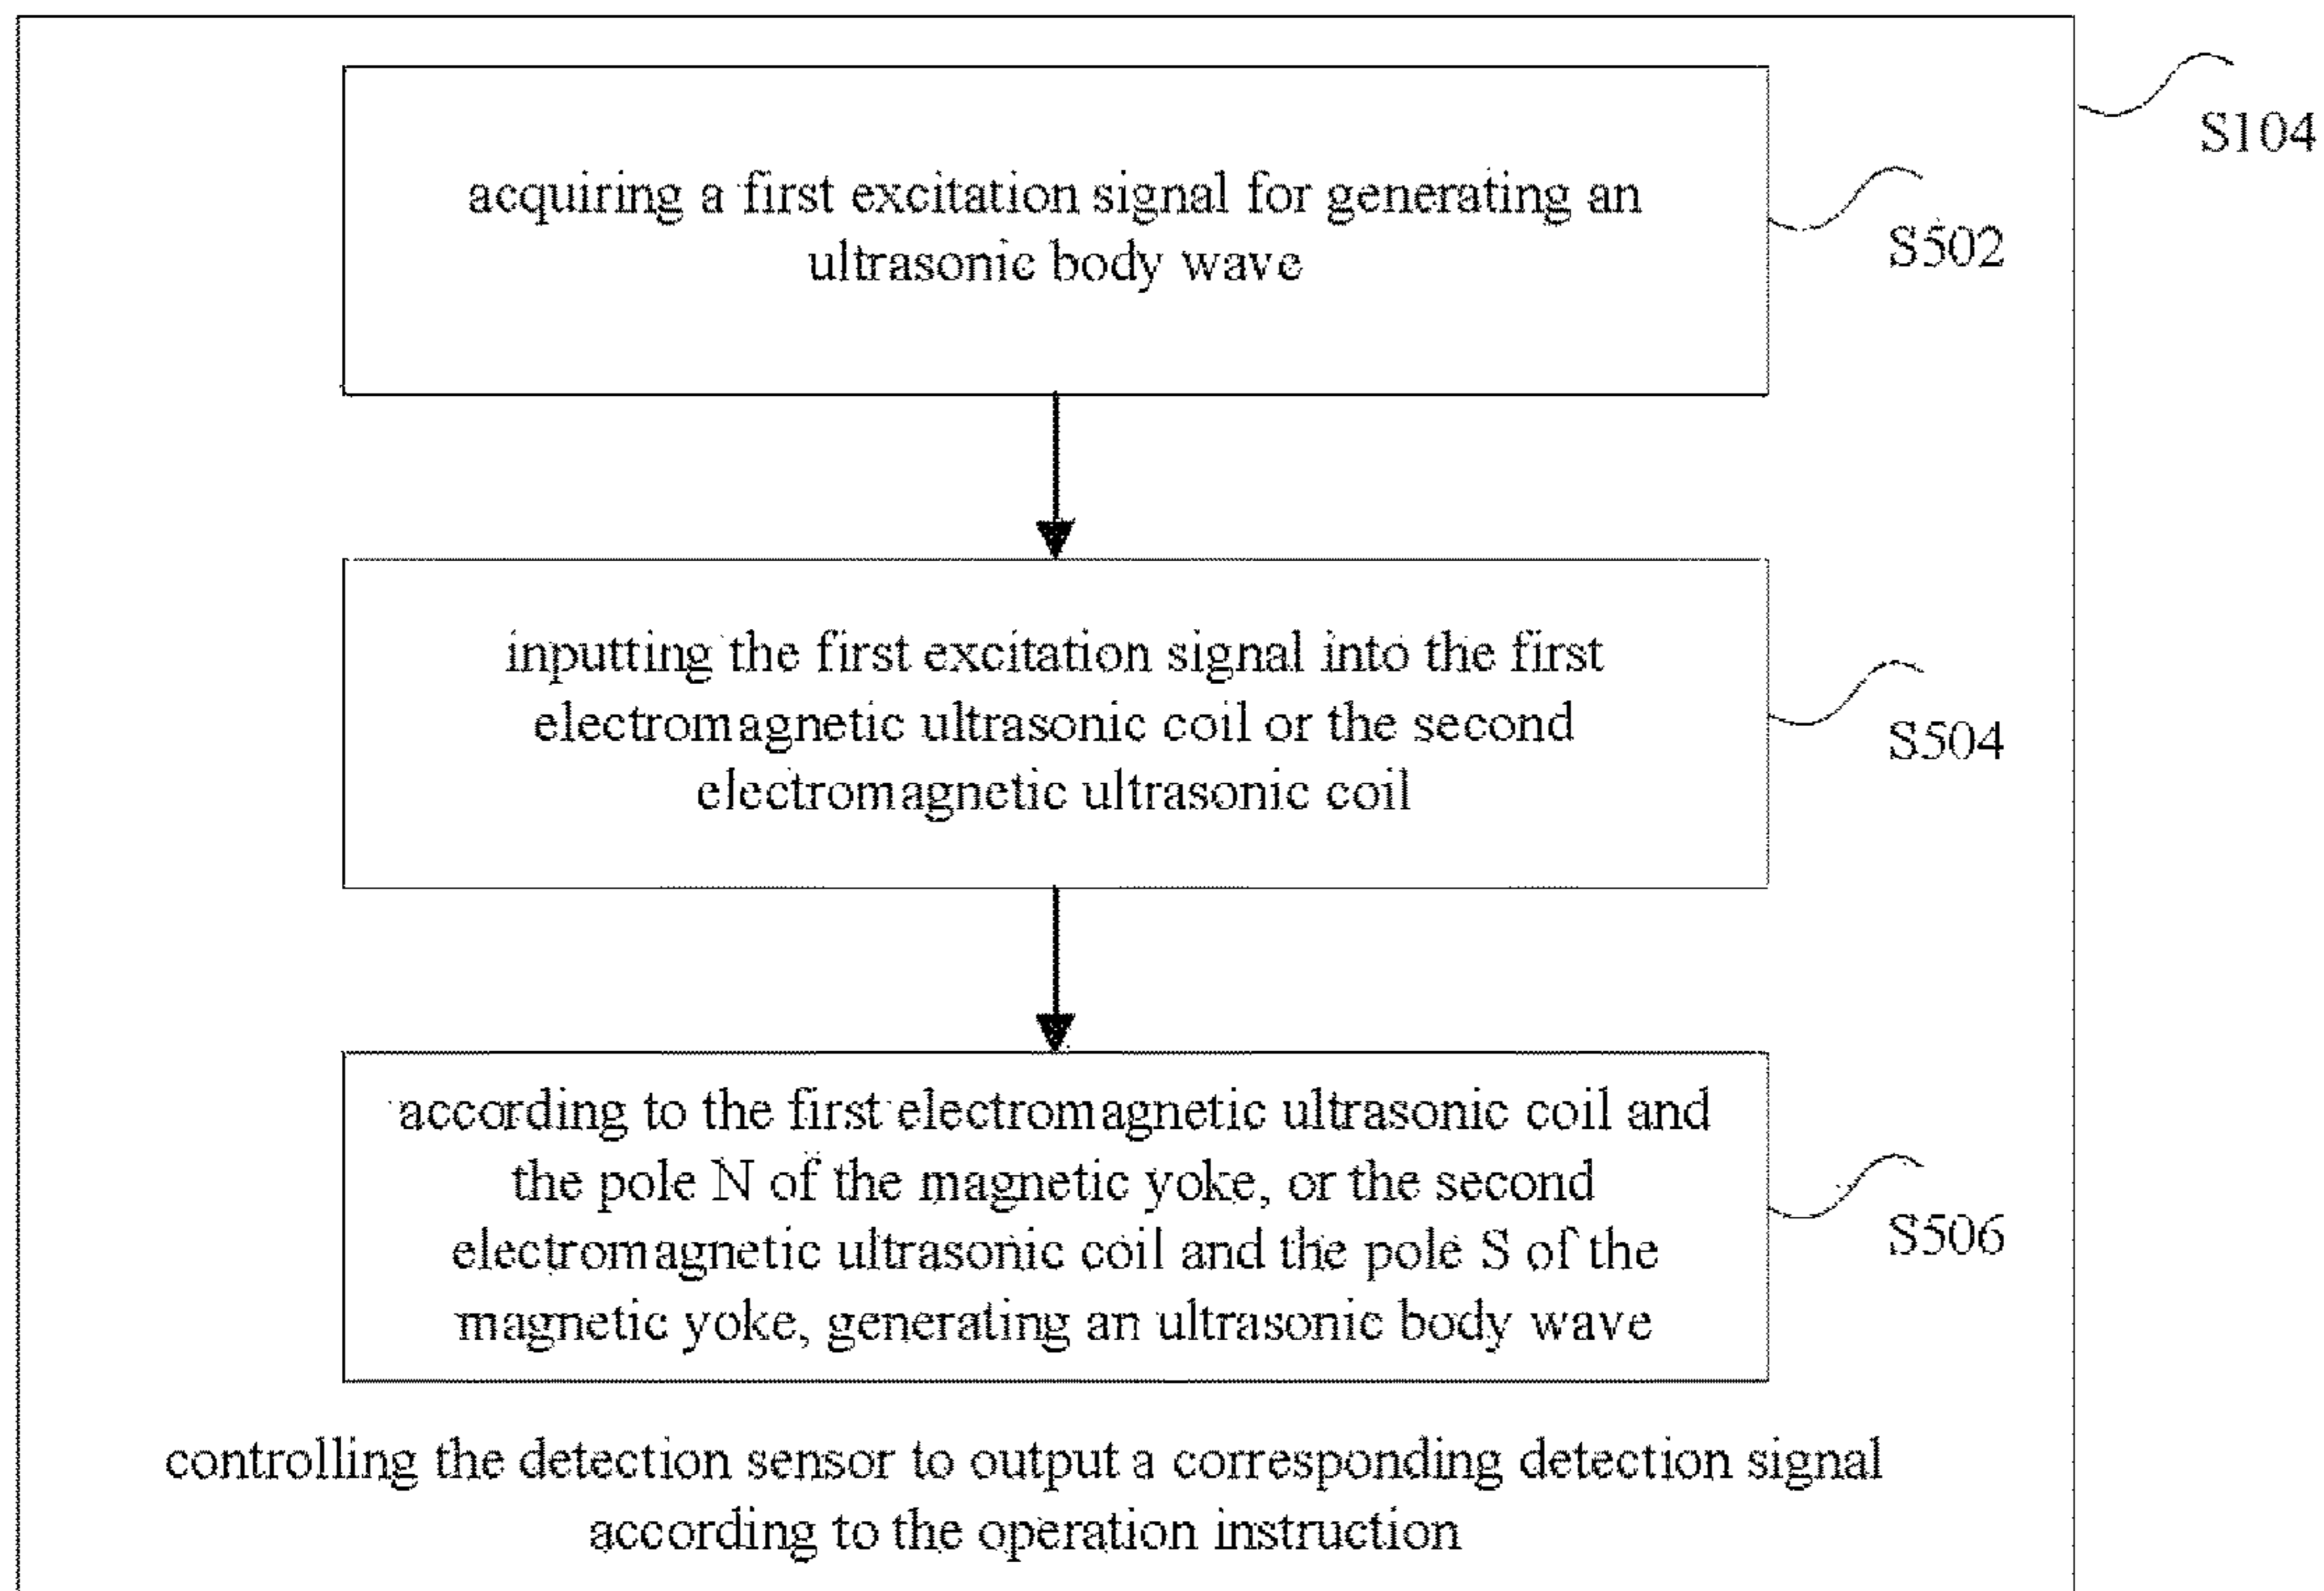 S104
acquiring a first excitation signal for generating an
ultrasonic body wave
S502
inputting the first excitation signal into the first
electromagnetic ultrasonic coil or the second
electromagnetic ultrasonic coil
S504
according to the first electromagnetic ultrasonic coil and
the pole N of the magnetic yoke, or the second
electromagnetic ultrasonic coil and the pole S of the
magnetic yoke, generating an ultrasonic body wave
S506
controlling the detection sensor to output a corresponding detection signal
according to the operation instruction